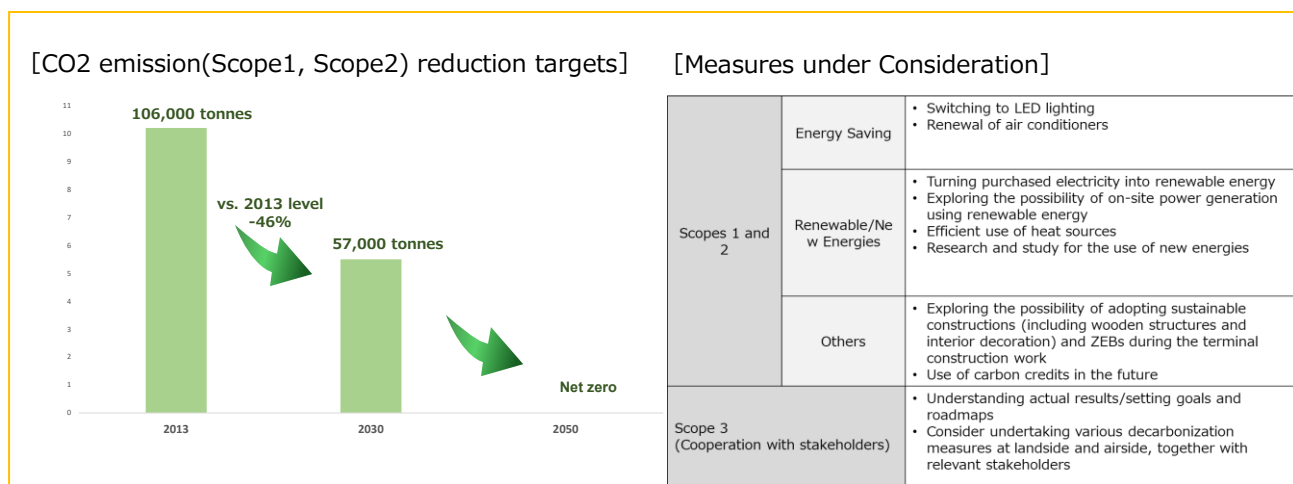 [CO2 emission(Scope1, Scope2) reduction targets]
11
10
9
8
7
6
5
4
3
2
1
0
106,000 tonnes
vs. 2013 level
-46%
57,000 tonnes
Net zero
2013
2030
2050
[Measures under Consideration]
Scopes 1 and
2
Energy Saving
• Switching to LED lighting
• Renewal of air conditioners
Renewable/Ne
w Energies
• Turning purchased electricity into renewable energy
• Exploring the possibility of on-site power generation
using renewable energy
• Efficient use of heat sources
• Research and study for the use of new energies
Others
• Exploring the possibility of adopting sustainable
constructions (including wooden structures and
interior decoration) and ZEBs during the terminal
construction work
• Use of carbon credits in the future
Scope 3
(Cooperation with stakeholders)
• Understanding actual results/setting goals and
roadmaps
• Consider undertaking various decarbonization
measures at landside and airside, together with
relevant stakeholders